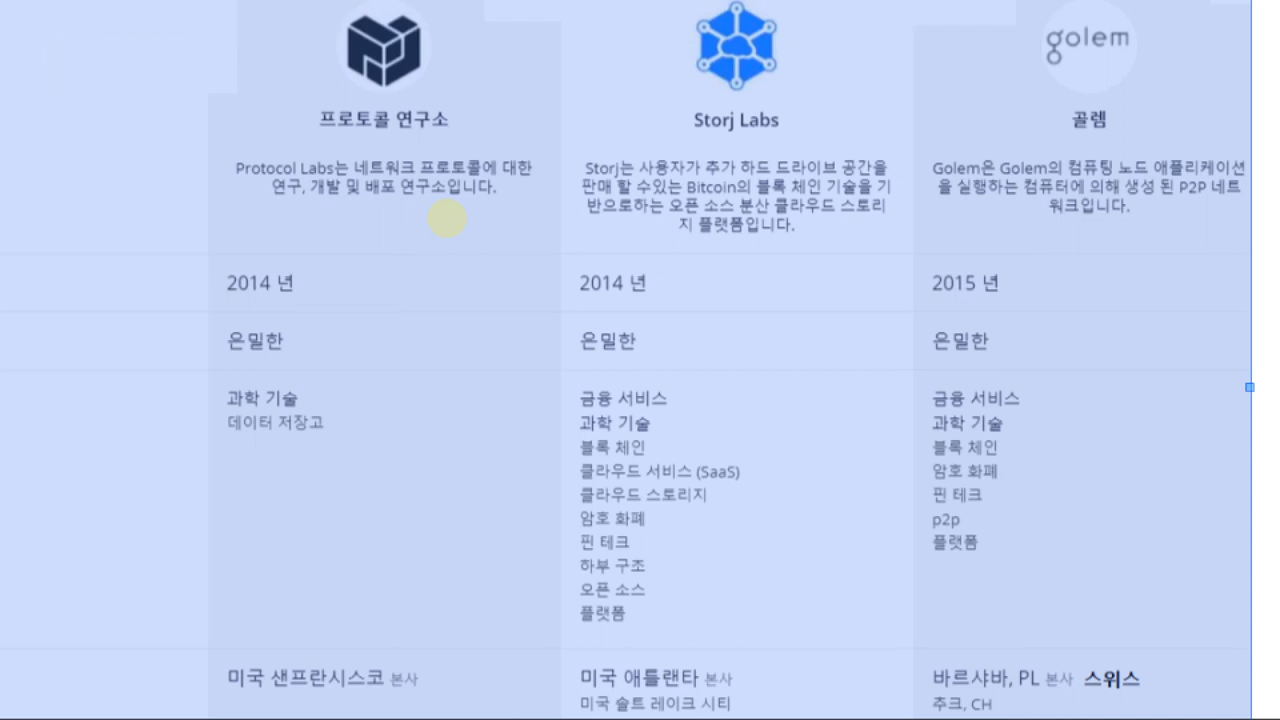 golem
프로토콜 연구소
Storj Labs
골렘
Protocol Labs는 네트워크 프로토콜에 대한
연구, 개발 및 배포 연구소입니다.
Storj는 사용자가 추가 하드 드라이브 공간을
판매 할 수있는 Bitcoin의 블록 체인 기술을 기
반으로하는 오픈 소스 분산 클라우드 스토리
지 플랫폼입니다.
Golem은 Golem의 컴퓨팅 노드 애플리케이션
을 실행하는 컴퓨터에 의해 생성 된 P2P 네트
워크입니다.
2014 년
2014 년
2015 년
은밀한
은밀한
은밀한
과학 기술
데이터 저장고
금융 서비스
과학 기술
블록 체인
클라우드 서비스 (SaaS)
클라우드 스토리지
암호 화폐
핀 테크
하부 구조
오픈 소스
플랫폼
금융 서비스
과학 기술
블록 체인
암호 화폐
핀 테크
p2p
플랫폼
미국 샌프란시스코 본사
미국 애틀랜타 본사
미국 솔트 레이크 시티
바르샤바, PL 본사 스위스
추크, CH